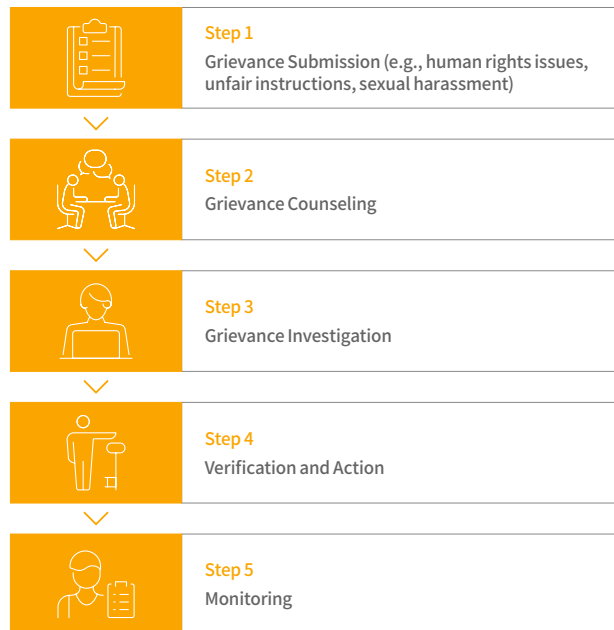 Step 1
Grievance Submission (e.g., human rights issues,
unfair instructions, sexual harassment)
Step 2
Grievance Counseling
Step 3
Grievance Investigation
Step 4
Verification and Action
Step 5
Monitoring